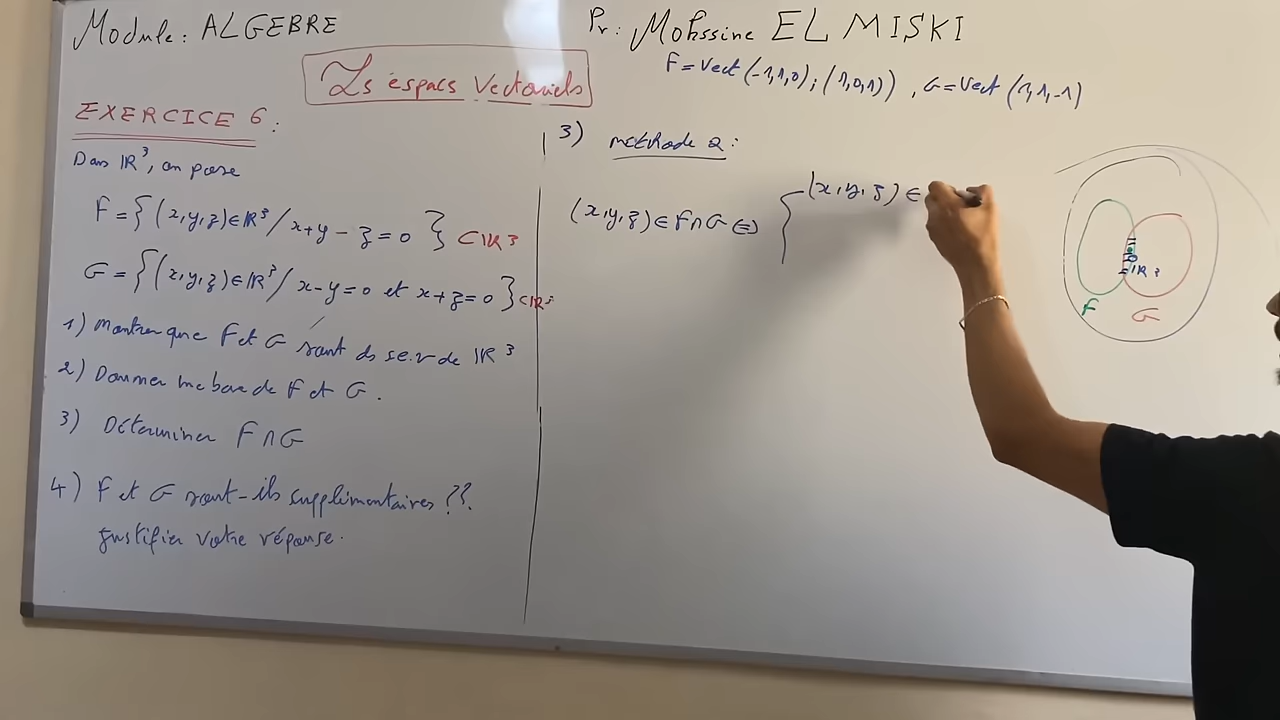 Module: ALGEBRE
Pr: Mohssine EL MISKI
Ls éspacs Vectoriels
F = Vect (-1,1,0) ; (1,0,1)) , G = Vect (1,1,-1)
EXERCICE 6 :
Dans ℝ³, on pose
F = { (x,y,z) ∈ ℝ³ / x+y-z=0 } ⊂ ℝ³
G = { (x,y,z) ∈ ℝ³ / x-y=0 et x+z=0 } ⊂ ℝ³
1) Montrer que F et G sont ds s.e.v de ℝ³
2) Donner une base de F et G.
3) Déterminer F∩G
4) F et G sont-ils supplémentaires ??
Justifier votre réponse.
3) méthode 2 :
(x,y,z) ∈ F∩G ⇔ { (x,y,z) ∈
F
G
ℝ³